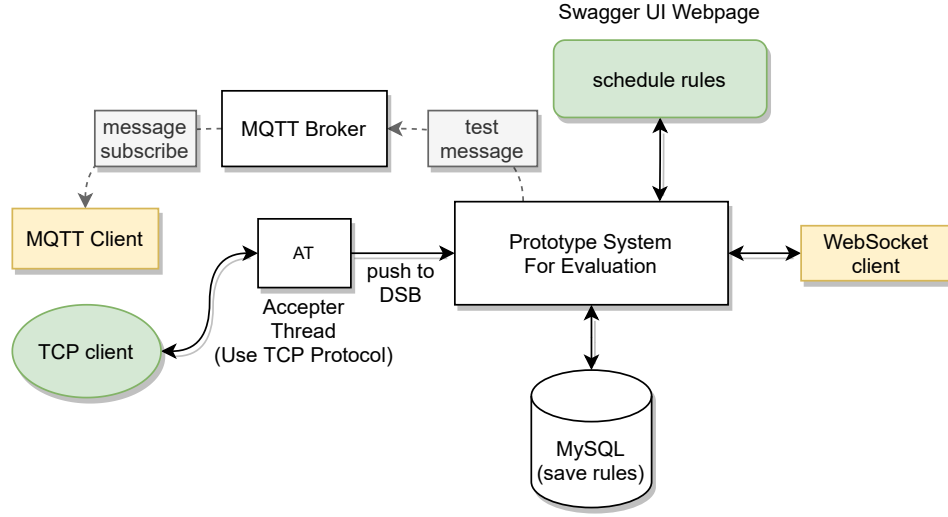 Swagger UI Webpage
schedule rules
message
subscribe
MQTT Broker
test
message
MQTT Client
AT
push to
DSB
Prototype System
For Evaluation
WebSocket
client
Accepter
Thread
(Use TCP Protocol)
TCP client
MySQL
(save rules)